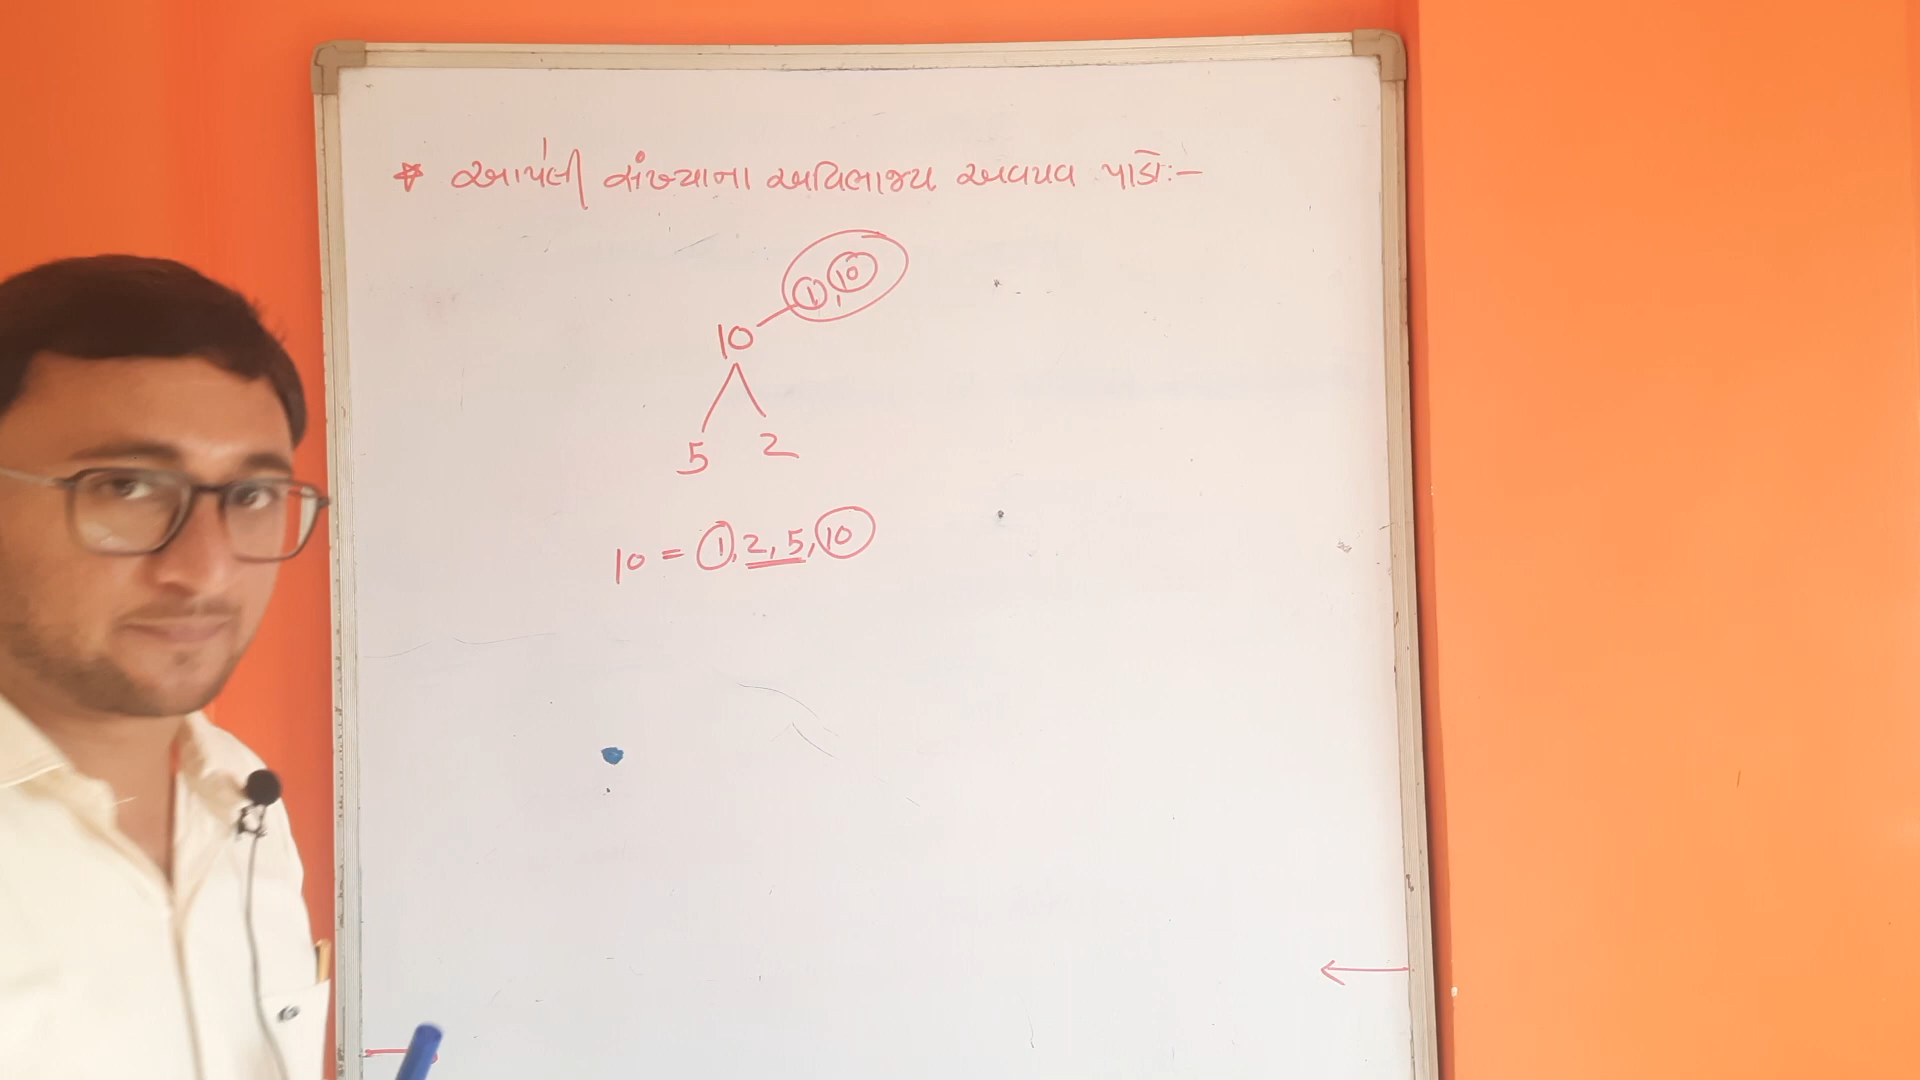 * આપેલી સંખ્યાના અવિભાજ્ય અવયવ પાડો:-
1, 10
10
5 2
10 = 1, 2, 5, 10